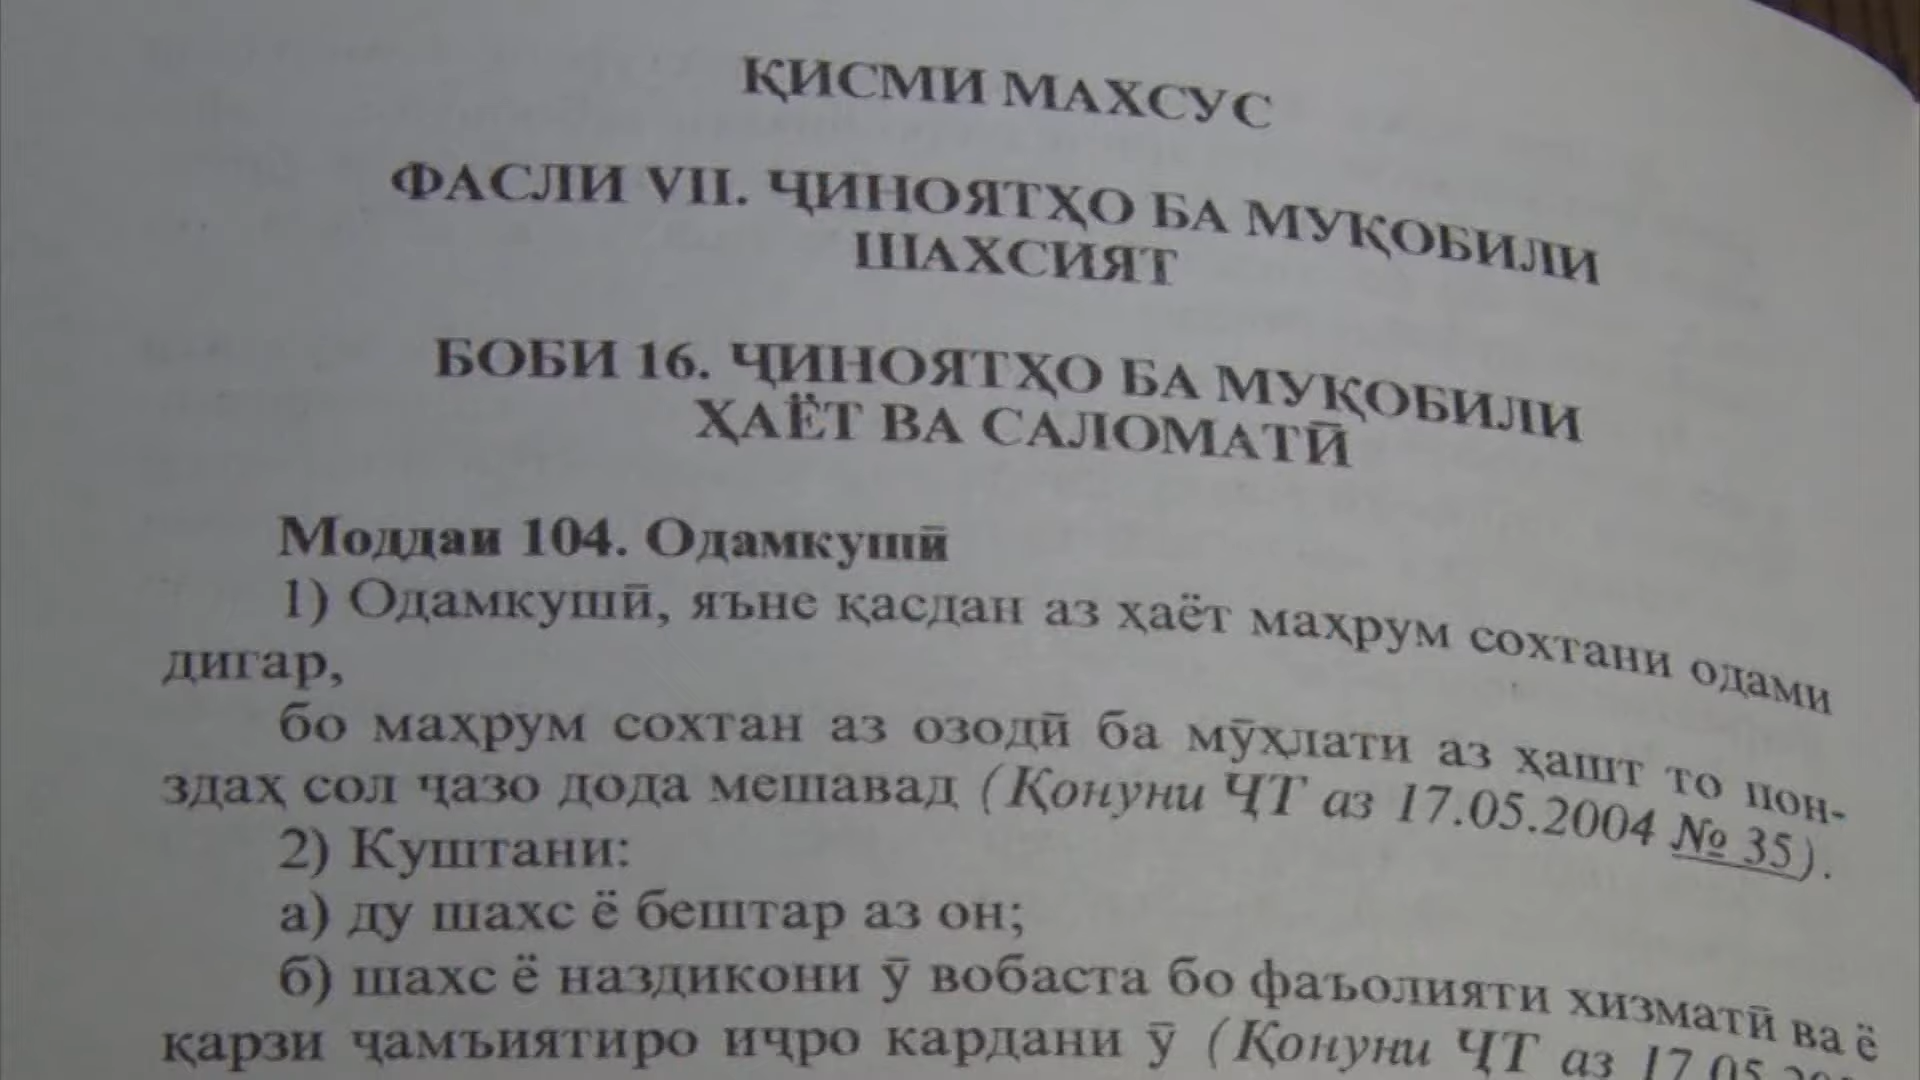 ҚИСМИ МАХСУС
ФАСЛИ VII. ҶИНОЯТҲО БА МУҚОБИЛИ
ШАХСИЯТ
БОБИ 16. ҶИНОЯТҲО БА МУҚОБИЛИ
ҲАЁТ ВА САЛОМАТӢ
Моддаи 104. Одамкушӣ
1) Одамкушӣ, яъне қасдан аз ҳаёт маҳрум сохтани одами
дигар,
бо маҳрум сохтан аз озодӣ ба мӯҳлати аз ҳашт то пон-
здаҳ сол ҷазо дода мешавад (Қонуни ҶТ аз 17.05.2004 № 35).
2) Куштани:
а) ду шахс ё бештар аз он;
б) шахс ё наздикони ӯ вобаста бо фаъолияти хизматӣ ва ё
қарзи ҷамъиятиро иҷро кардани ӯ (Қонуни ҶТ аз 17.05